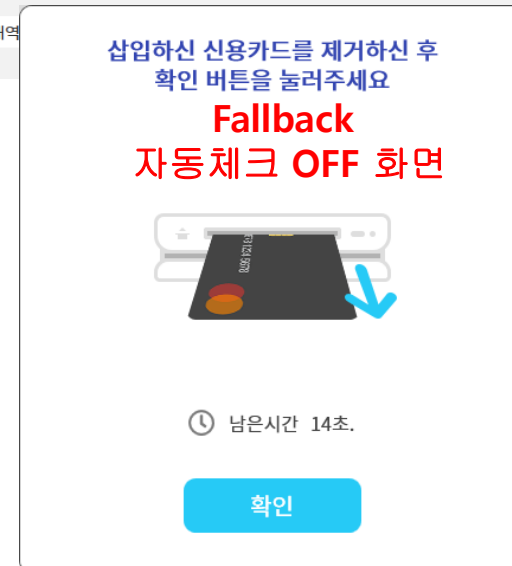 삽입하신 신용카드를 제거하신 후
확인 버튼을 눌러주세요
Fallback
자동체크 OFF 화면
남은시간 14초.
확인